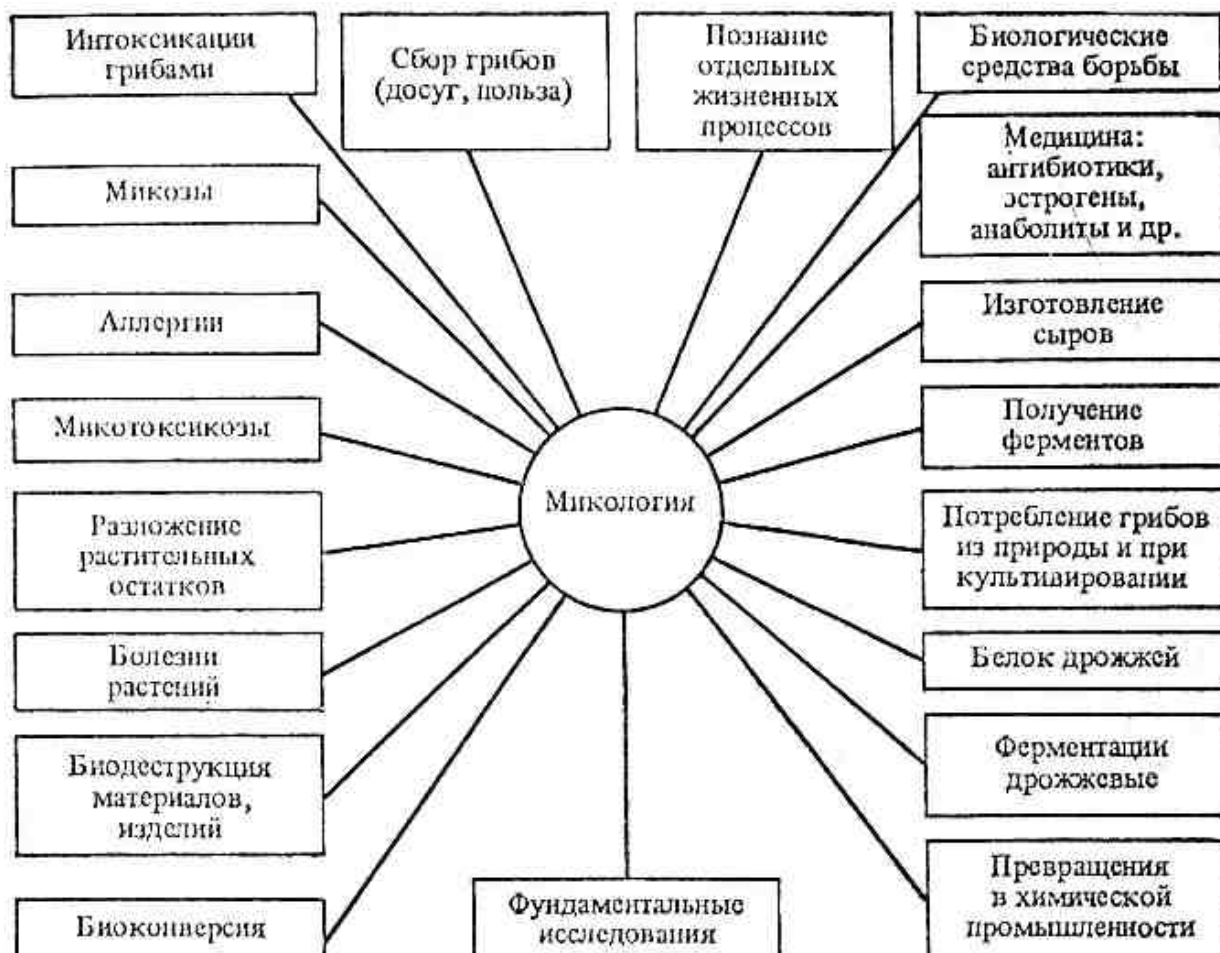 Интоксикации
грибами
Сбор грибов
(досуг, польза)
Познание
отдельных
жизненных
процессов
Биологические
средства борьбы
Микозы
Медицина:
антибиотики,
эстрогены,
анаболиты и др.
Аллергии
Изготовление
сыров
Микотоксикозы
Получение
ферментов
Микология
Разложение
растительных
остатков
Потребление грибов
из природы и при
культивировании
Болезни
растений
Белок дрожжей
Биодеструкция
материалов,
изделий
Ферментации
дрожжевые
Биоконверсия
Фундаментальные
исследования
Превращения
в химической
промышленности